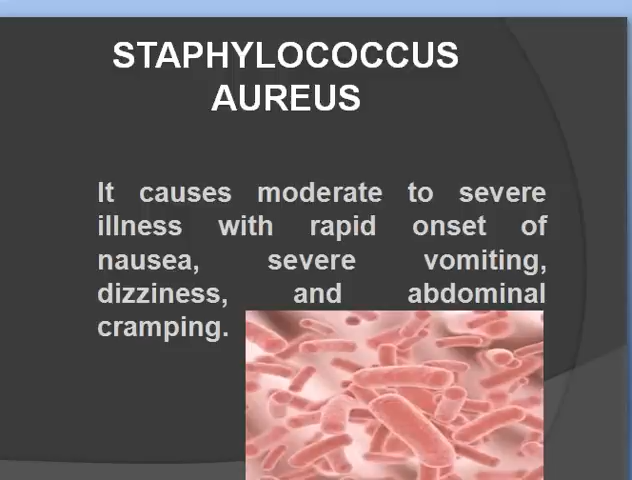 STAPHYLOCOCCUS
AUREUS
It causes moderate to severe
illness with rapid onset of
nausea, severe vomiting,
dizziness, and abdominal
cramping.